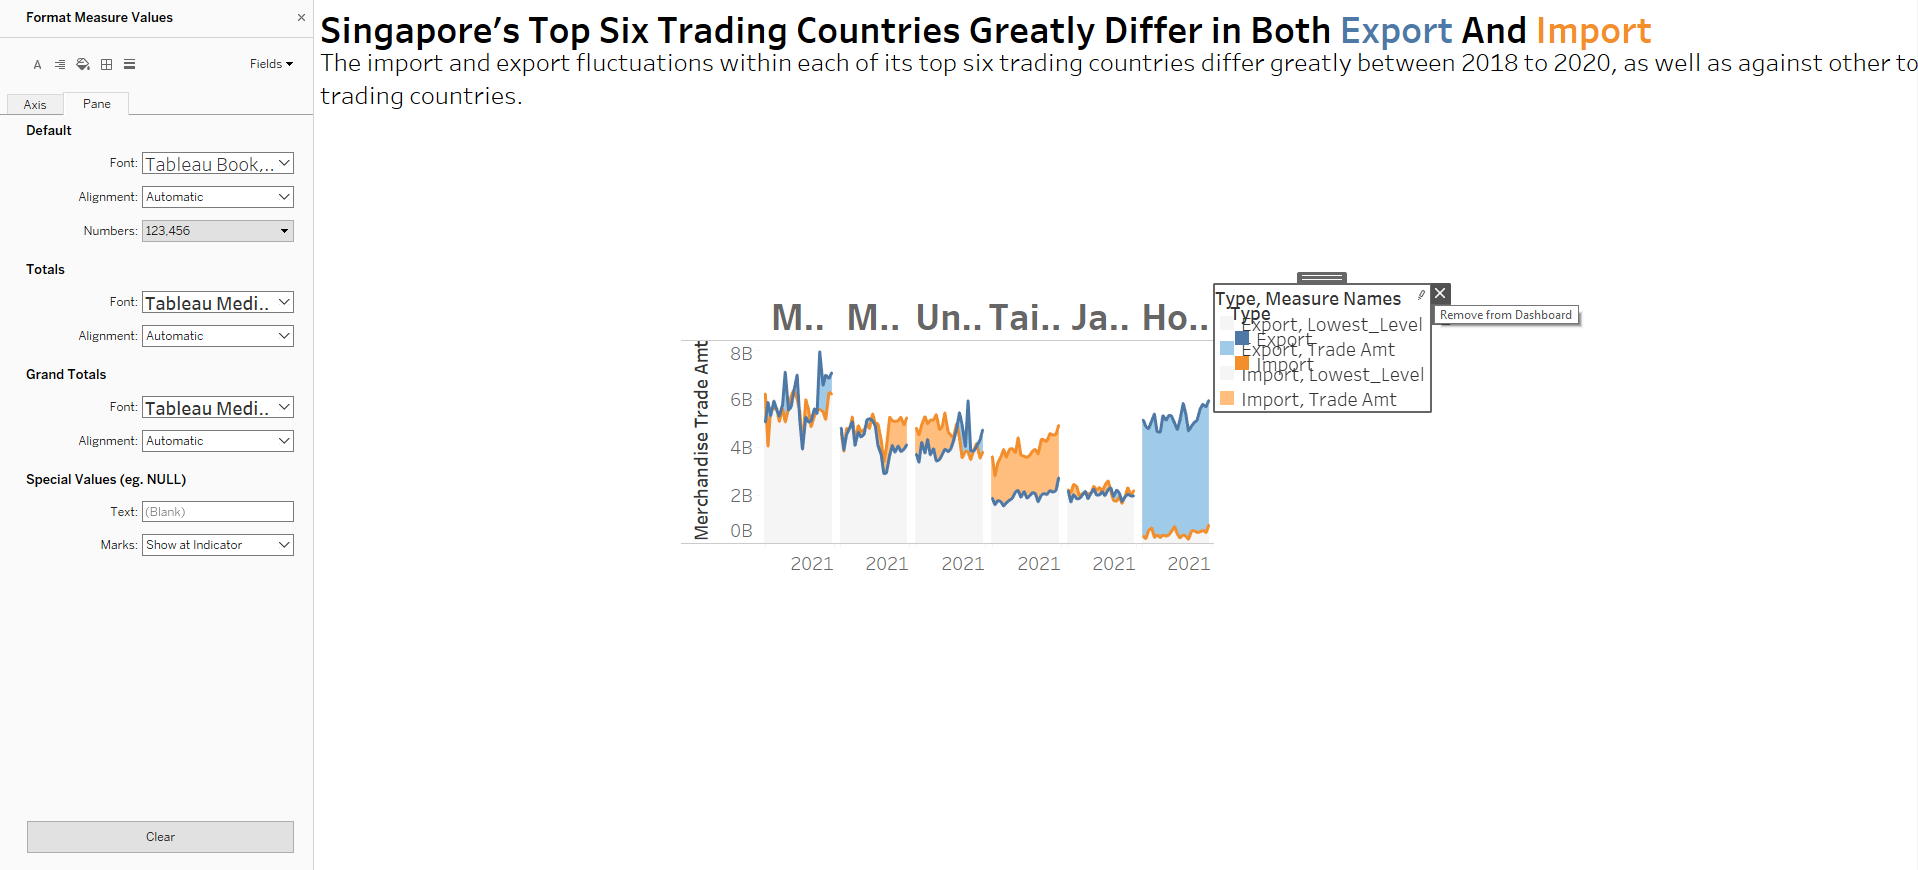 Format Measure Values
Fields
Axis
Pane
Default
Font: Tableau Book,..
Alignment: Automatic
Numbers: 123,456
Totals
Font: Tableau Medi..
Alignment: Automatic
Grand Totals
Font: Tableau Medi..
Alignment: Automatic
Special Values (eg. NULL)
Text: (Blank)
Marks: Show at Indicator
Clear
Singapore's Top Six Trading Countries Greatly Differ in Both Export And Import
The import and export fluctuations within each of its top six trading countries differ greatly between 2018 to 2020, as well as against other to
trading countries.
M.. M.. Un.. Tai.. Ja.. Ho..
Merchandise Trade Amt
8B
6B
4B
2B
0B
2021 2021 2021 2021 2021 2021
Type, Measure Names
Type
Export, Lowest_Level
Export
Export, Trade Amt
Import
Import, Lowest_Level
Import, Trade Amt
Remove from Dashboard